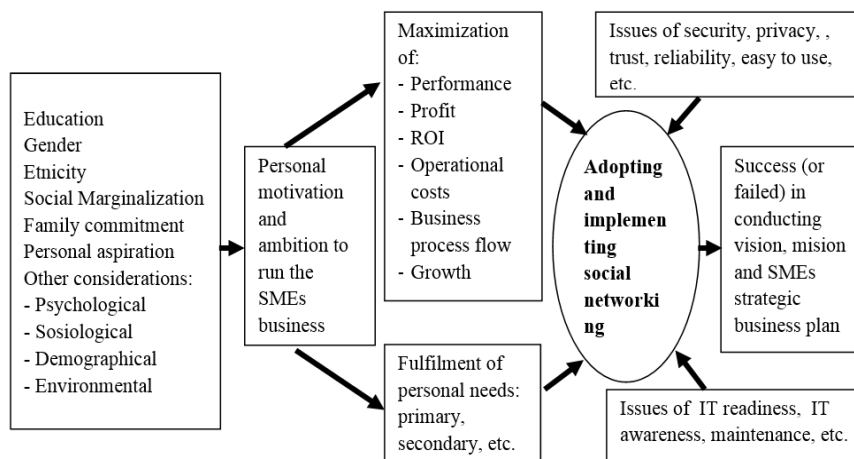 Education
Gender
Etnicity
Social Marginalization
Family commitment
Personal aspiration
Other considerations:
- Psychological
- Sosiological
- Demographical
- Environmental
Personal
motivation
and
ambition to
run the
SMEs
business
Maximization
of:
- Performance
- Profit
- ROI
- Operational
costs
- Business
process flow
- Growth
Fulfilment of
personal needs:
primary,
secondary, etc.
Issues of security, privacy, ,
trust, reliability, easy to use,
etc.
Adopting
and
implemen
ting
social
networki
ng
Success (or
failed) in
conducting
vision, mision
and SMEs
strategic
business plan
Issues of IT readiness, IT
awareness, maintenance, etc.